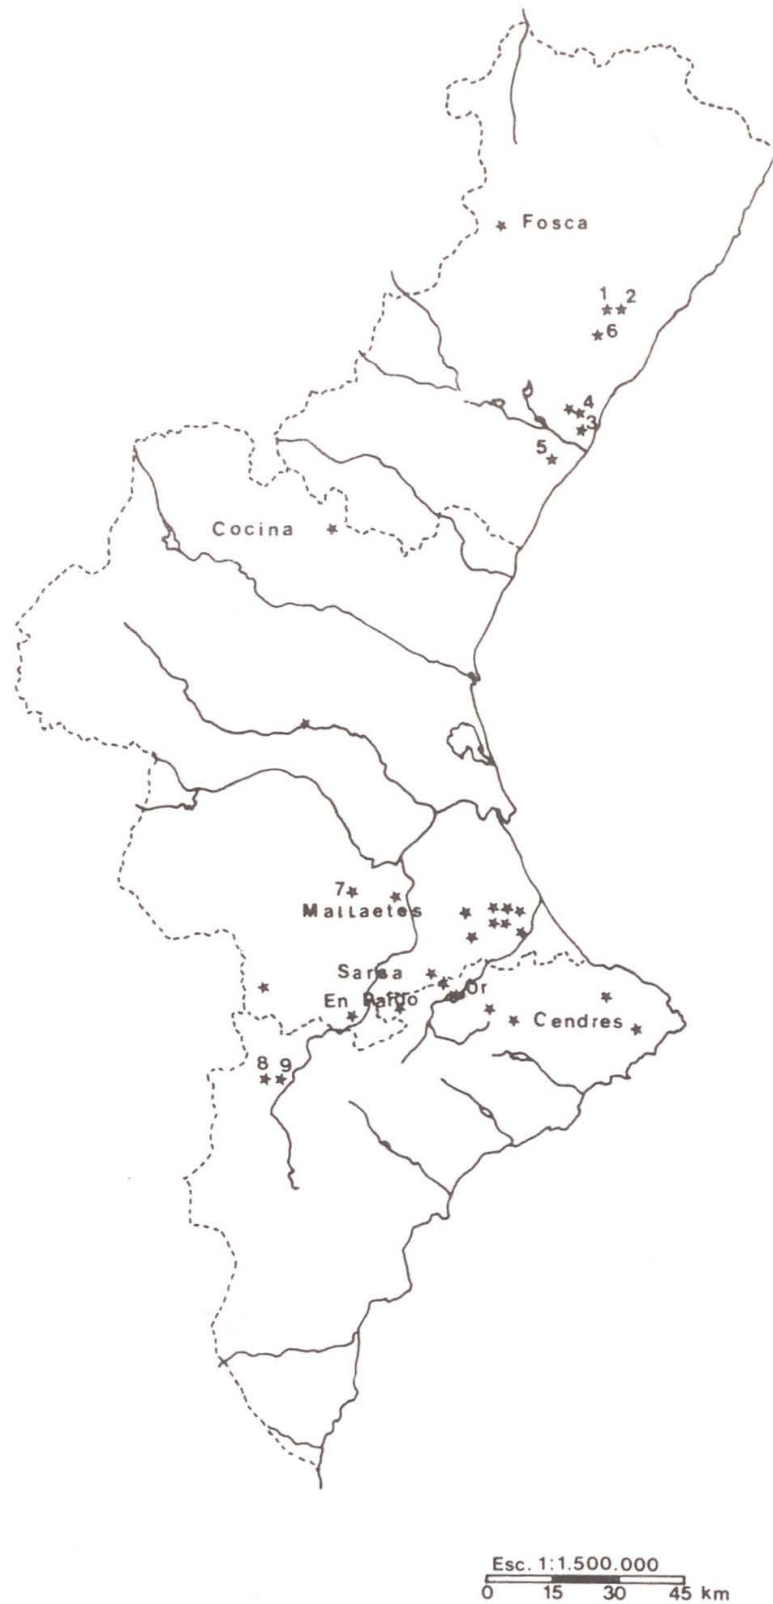 Fosca
1 2
6
4
3
5
Cocina
7
Mallaetes
Sarsa
Or
En Pardo
Cendres
8 9
Esc. 1:1.500.000
0 15 30 45 km